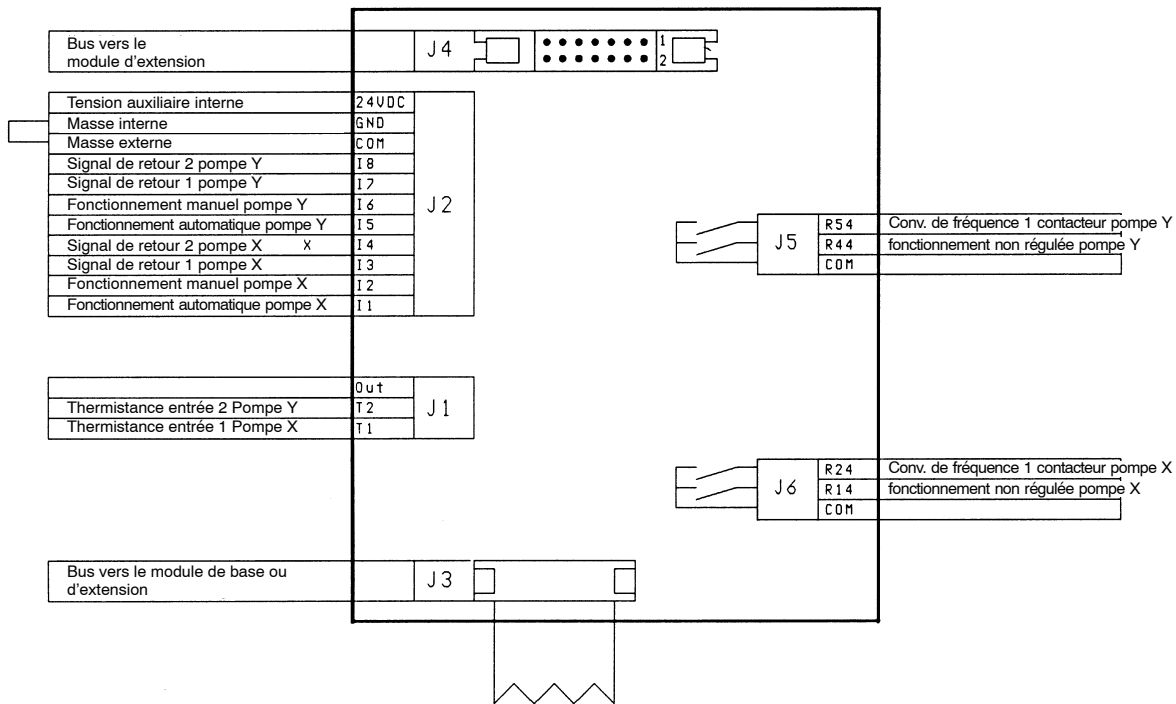 Bus vers le
module d'extension
J4
1
2
Tension auxiliaire interne 24VDC
Masse interne GND
Masse externe COM
Signal de retour 2 pompe Y I8
Signal de retour 1 pompe Y I7
Fonctionnement manuel pompe Y I6
J2
Fonctionnement automatique pompe Y I5
Signal de retour 2 pompe X X I4
Signal de retour 1 pompe X I3
Fonctionnement manuel pompe X I2
Fonctionnement automatique pompe X I1
J5
R54 Conv. de fréquence 1 contacteur pompe Y
R44 fonctionnement non régulée pompe Y
COM
Out
Thermistance entrée 2 Pompe Y T2
J1
Thermistance entrée 1 Pompe X T1
J6
R24 Conv. de fréquence 1 contacteur pompe X
R14 fonctionnement non régulée pompe X
COM
Bus vers le module de base ou
d'extension
J3